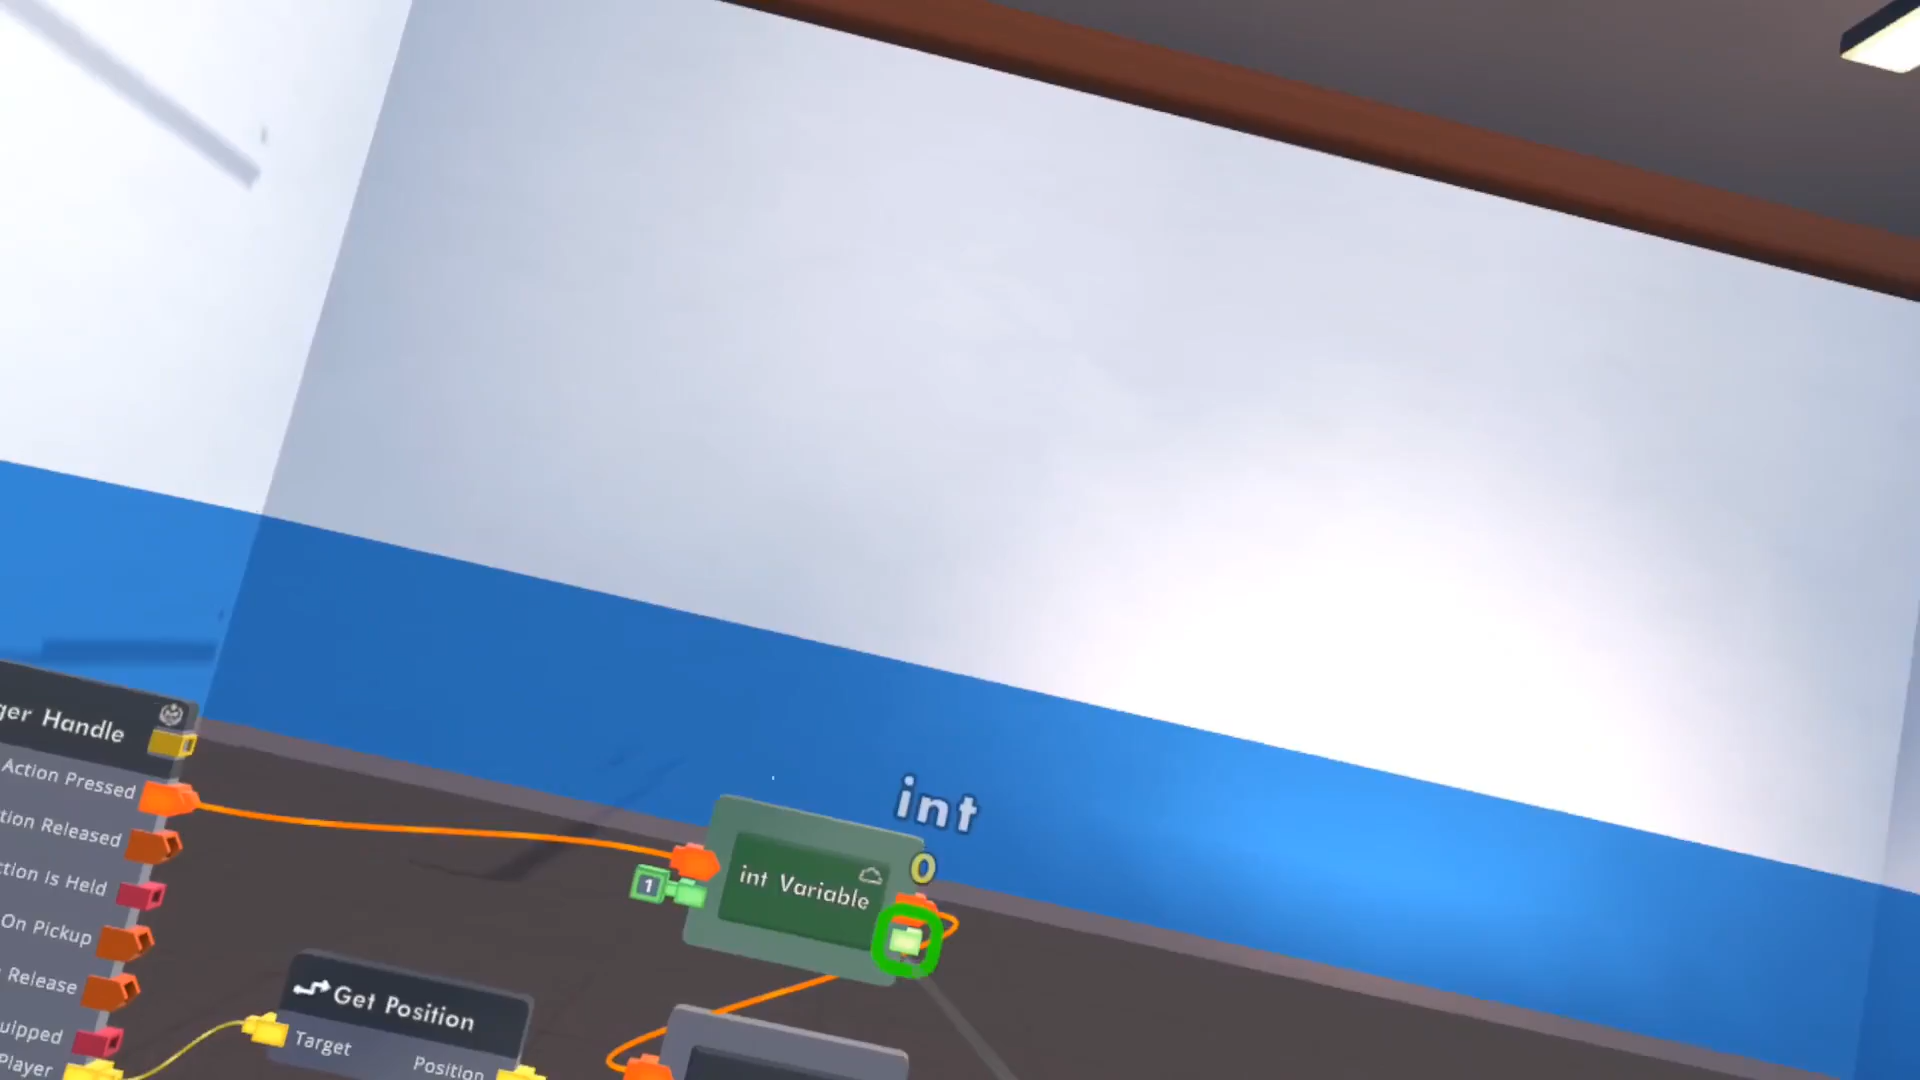 ger Handle
Action Pressed
tion Released
ction Is Held
On Pickup
Release
uipped
Player
Get Position
Target
Position
1
int Variable
int
0